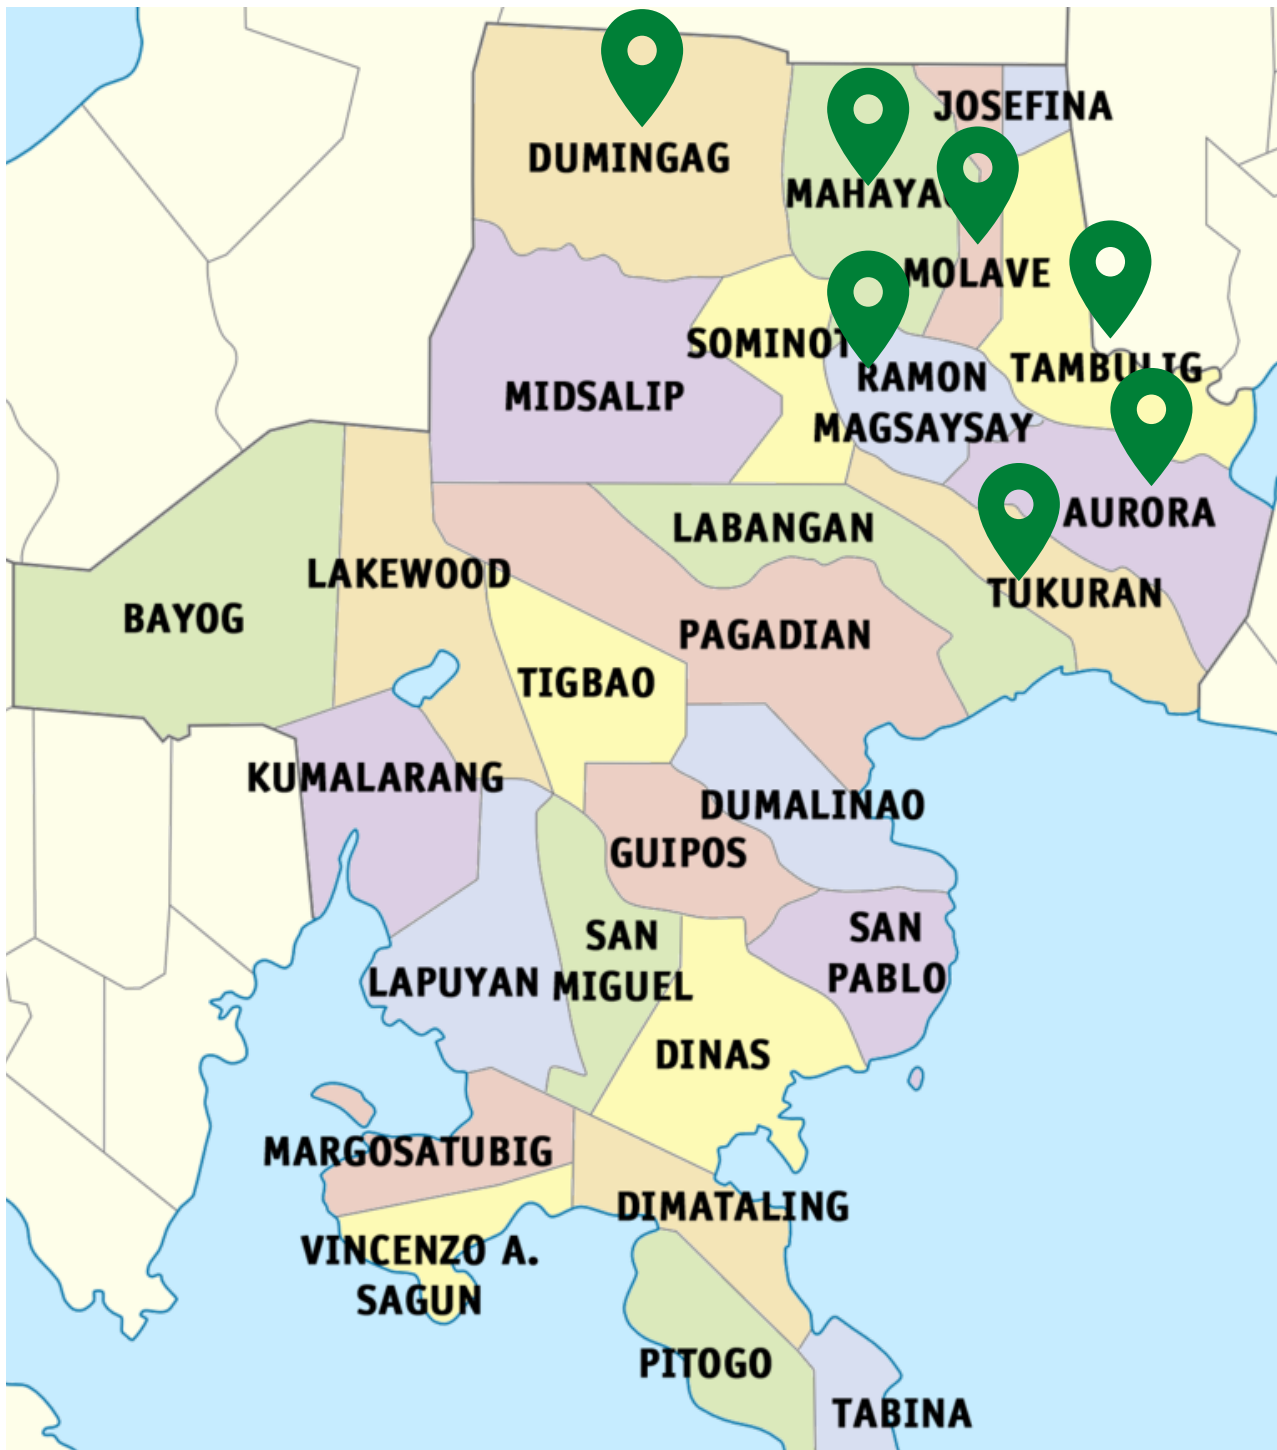 JOSEFINA
DUMINGAG
MAHAYAG
MOLAVE
SOMINOT
TAMBULIG
RAMON
MAGSAYSAY
MIDSALIP
AURORA
LABANGAN
LAKEWOOD
TUKURAN
BAYOG
PAGADIAN
TIGBAO
KUMALARANG
DUMALINAO
GUIPOS
SAN
PABLO
SAN
MIGUEL
LAPUYAN
DINAS
MARGOSATUBIG
DIMATALING
VINCENZO A.
SAGUN
PITOGO
TABINA